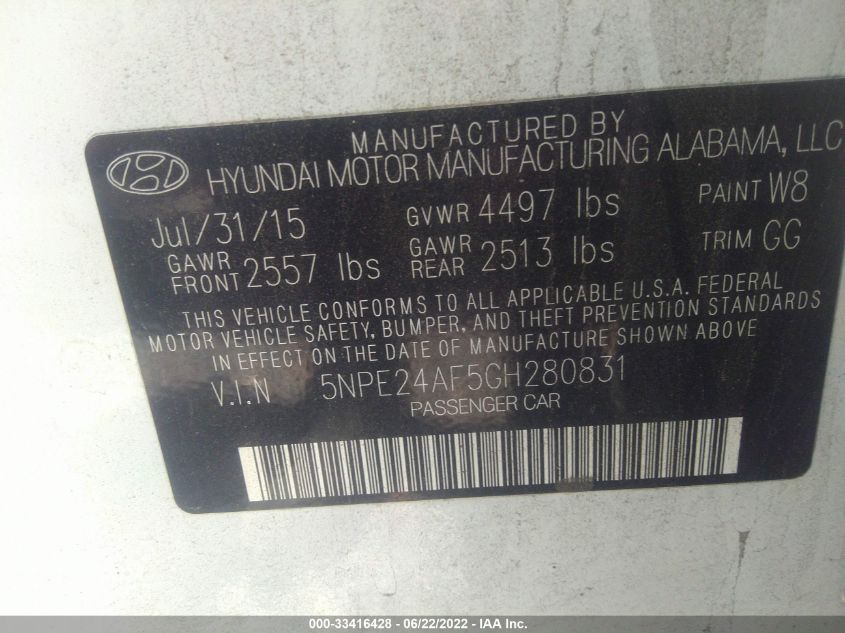 MANUFACTURED BY
HYUNDAI MOTOR MANUFACTURING ALABAMA, LLC
Jul/31/15 GVWR 4497 lbs PAINT W8
GAWR FRONT 2557 lbs GAWR REAR 2513 lbs TRIM GG
THIS VEHICLE CONFORMS TO ALL APPLICABLE U.S.A. FEDERAL
MOTOR VEHICLE SAFETY, BUMPER, AND THEFT PREVENTION STANDARDS
IN EFFECT ON THE DATE OF MANUFACTURE SHOWN ABOVE
V.I.N 5NPE24AF5GH280831
PASSENGER CAR
000-33416428 - 06/22/2022 - IAA Inc.